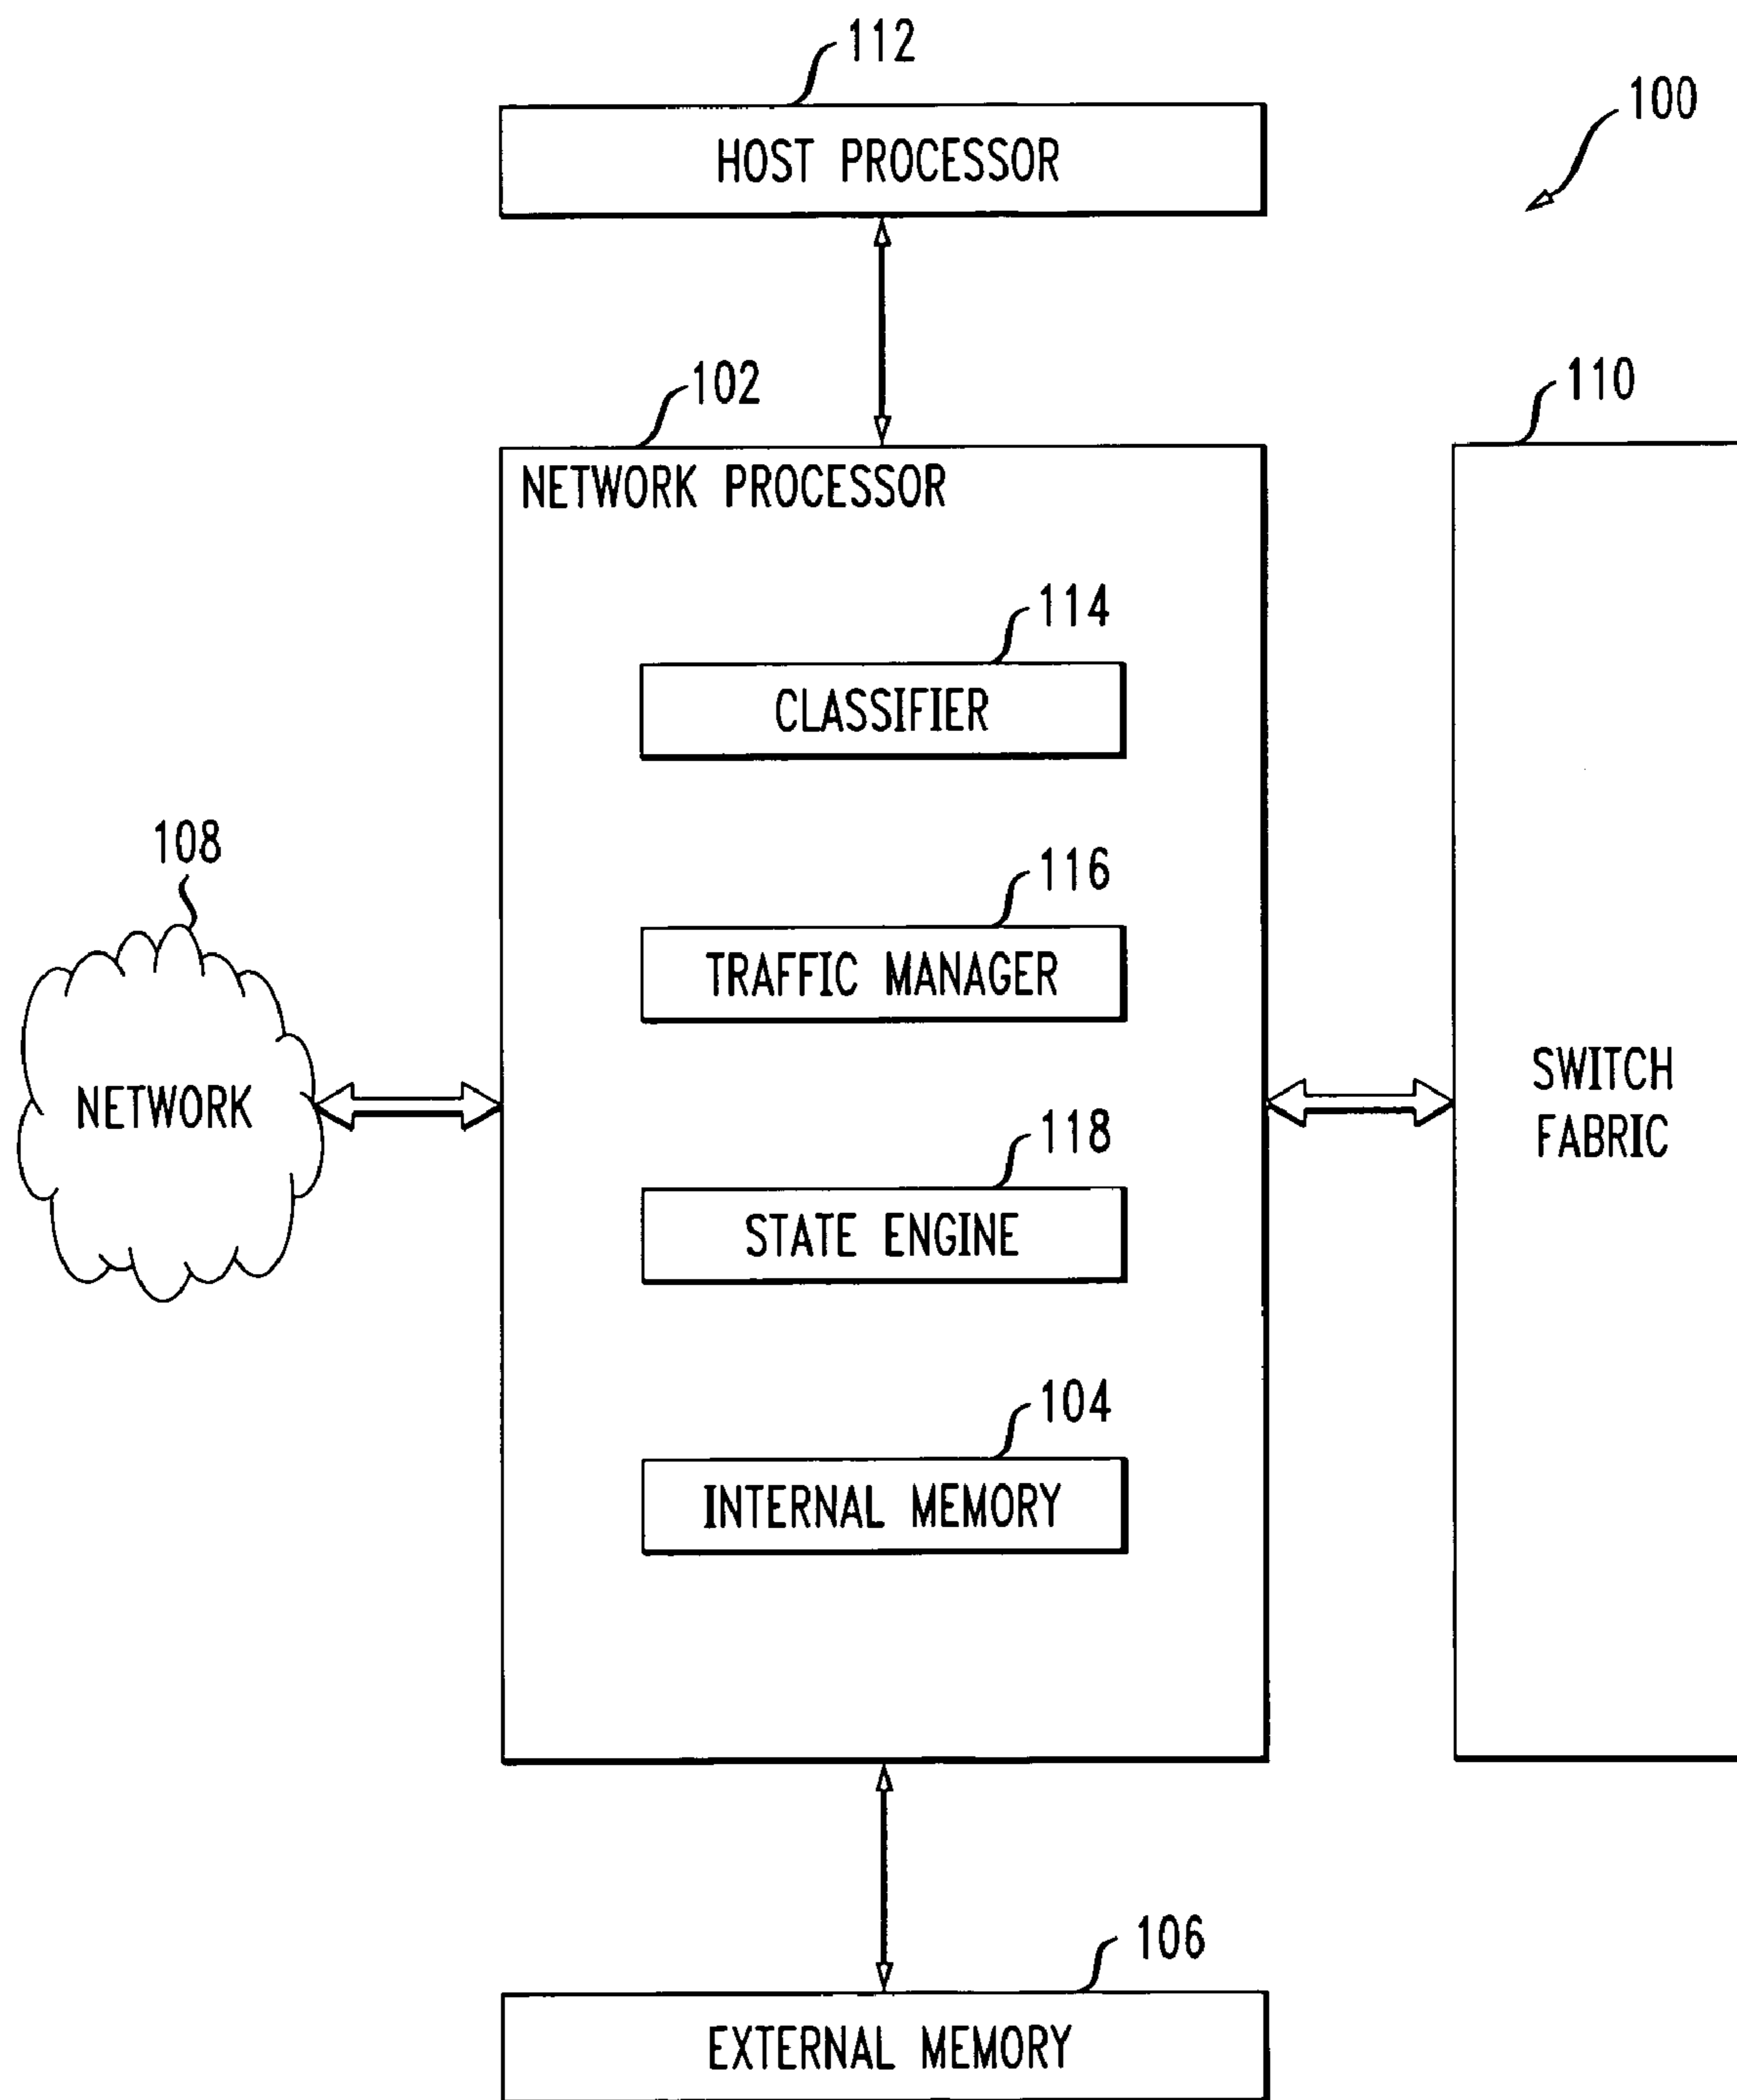 112
100
HOST PROCESSOR
102
110
NETWORK PROCESSOR
114
CLASSIFIER
108
116
TRAFFIC MANAGER
NETWORK
SWITCH
FABRIC
118
STATE ENGINE
104
INTERNAL MEMORY
106
EXTERNAL MEMORY